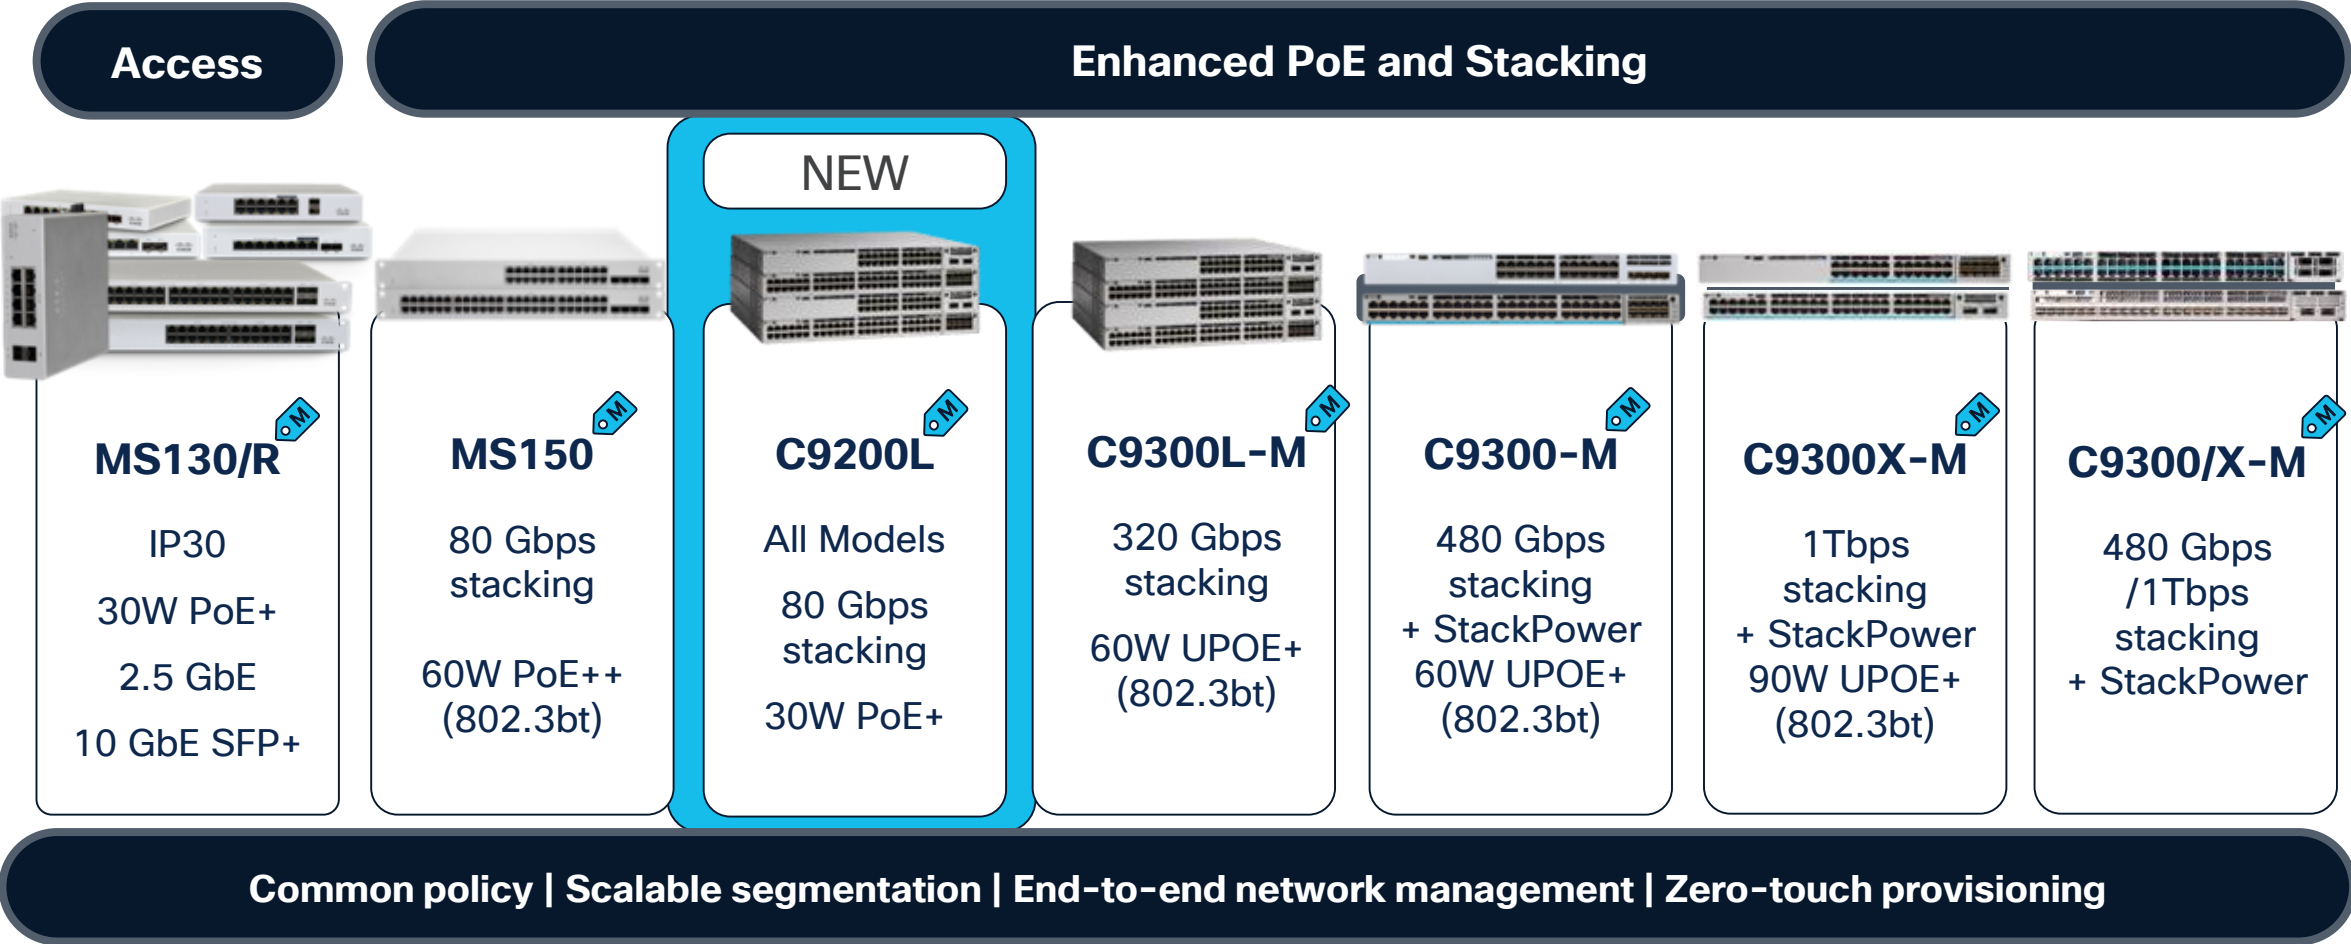 Access
Enhanced PoE and Stacking
NEW
M
MS130/R
IP30
30W PoE+
2.5 GbE
10 GbE SFP+
M
MS150
80 Gbps
stacking
60W PoE++
(802.3bt)
M
C9200L
All Models
80 Gbps
stacking
30W PoE+
M
C9300L-M
320 Gbps
stacking
60W UPOE+
(802.3bt)
M
C9300-M
480 Gbps
stacking
+ StackPower
60W UPOE+
(802.3bt)
M
C9300X-M
1Tbps
stacking
+ StackPower
90W UPOE+
(802.3bt)
M
C9300/X-M
480 Gbps
/1Tbps
stacking
+ StackPower
Common policy | Scalable segmentation | End-to-end network management | Zero-touch provisioning